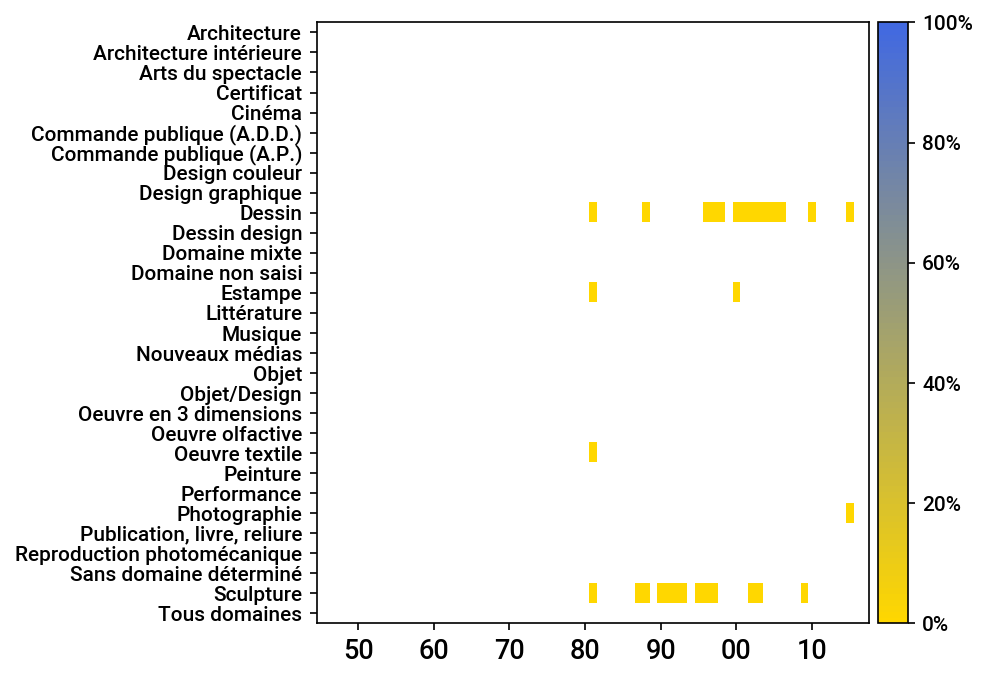 Architecture
Architecture intérieure
Arts du spectacle
Certificat
Cinéma
Commande publique (A.D.D.)
Commande publique (A.P.)
Design couleur
Design graphique
Dessin
Dessin design
Domaine mixte
Domaine non saisi
Estampe
Littérature
Musique
Nouveaux médias
Objet
Objet/Design
Oeuvre en 3 dimensions
Oeuvre olfactive
Oeuvre textile
Peinture
Performance
Photographie
Publication, livre, reliure
Reproduction photomécanique
Sans domaine déterminé
Sculpture
Tous domaines
50 60 70 80 90 00 10
100%
80%
60%
40%
20%
0%